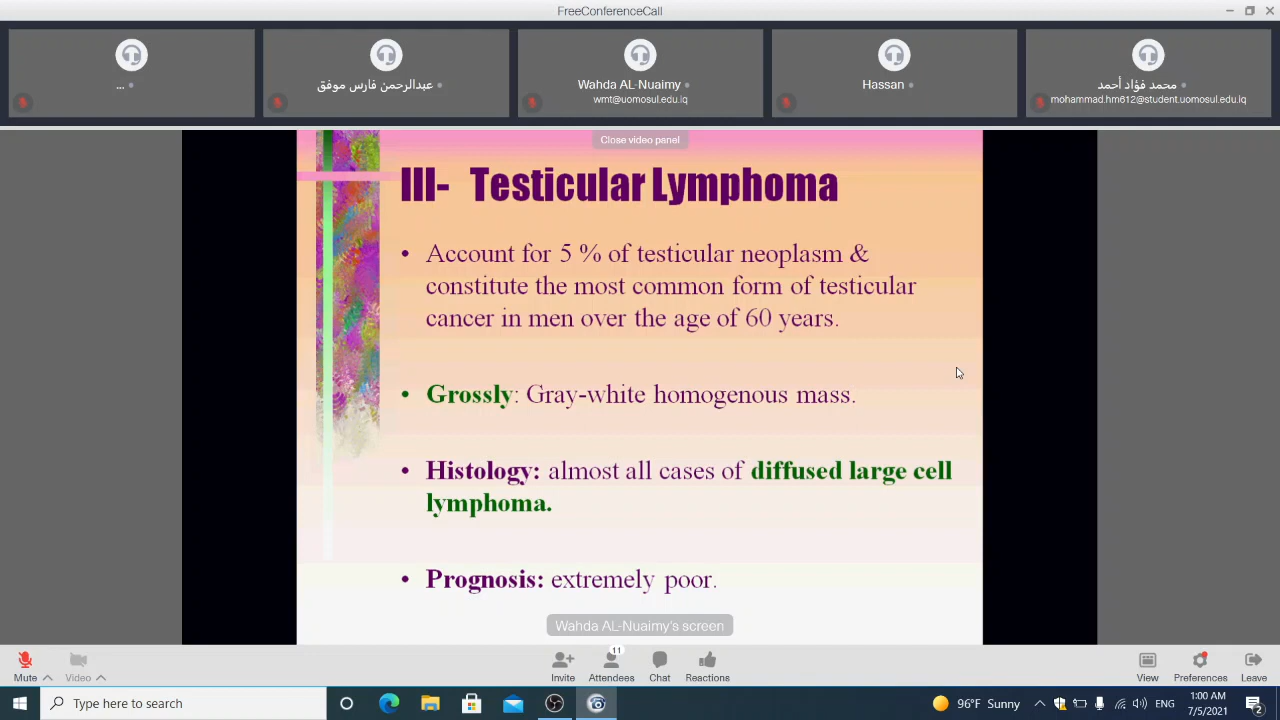 FreeConferenceCall
...
عبدالرحمن فارس موفق
Wahda AL-Nuaimy
wmt@uomosul.edu.iq
Hassan
محمد فؤاد أحمد
mohammad.hm612@student.uomosul.edu.iq
Close video panel
III- Testicular Lymphoma
• Account for 5 % of testicular neoplasm &
constitute the most common form of testicular
cancer in men over the age of 60 years.
• Grossly: Gray-white homogenous mass.
• Histology: almost all cases of diffused large cell
lymphoma.
• Prognosis: extremely poor.
Wahda AL-Nuaimy's screen
Mute
Video
Invite
11
Attendees
Chat
Reactions
View
Preferences
Leave
Type here to search
96°F Sunny
ENG
1:00 AM
7/5/2021
2